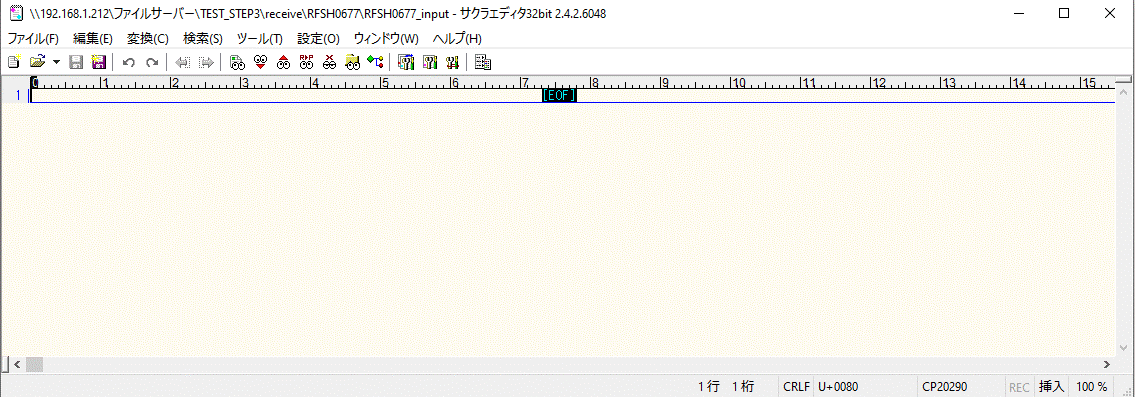 \\192.168.1.212\ファイルサーバー\TEST_STEP3\receive\RFSH0677\RFSH0677_input - サクラエディタ32bit 2.4.2.6048
ファイル(F) 編集(E) 変換(C) 検索(S) ツール(T) 設定(O) ウィンドウ(W) ヘルプ(H)
0 1 2 3 4 5 6 7 8 9 10 11 12 13 14 15
1 [EOF]
1 行 1 桁 CRLF U+0080 CP20290 REC 挿入 100 %